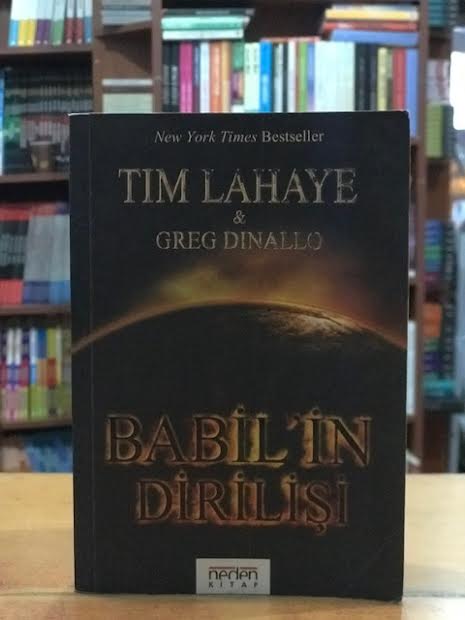 New York Times Bestseller
TIM LAHAYE
&
GREG DINALLO
BABİL'İN
DİRİLİŞİ
neden
KİTAP